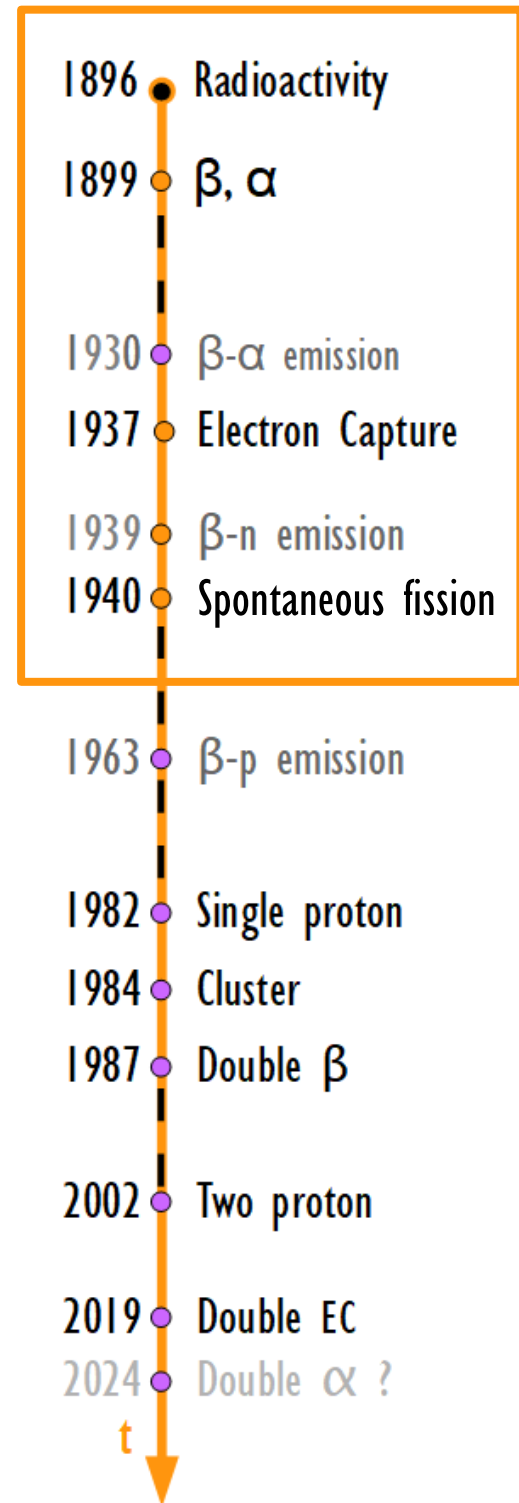 1896 Radioactivity
1899 β, α
1930 β-α emission
1937 Electron Capture
1939 β-n emission
1940 Spontaneous fission
1963 β-p emission
1982 Single proton
1984 Cluster
1987 Double β
2002 Two proton
2019 Double EC
2024 Double α ?
t